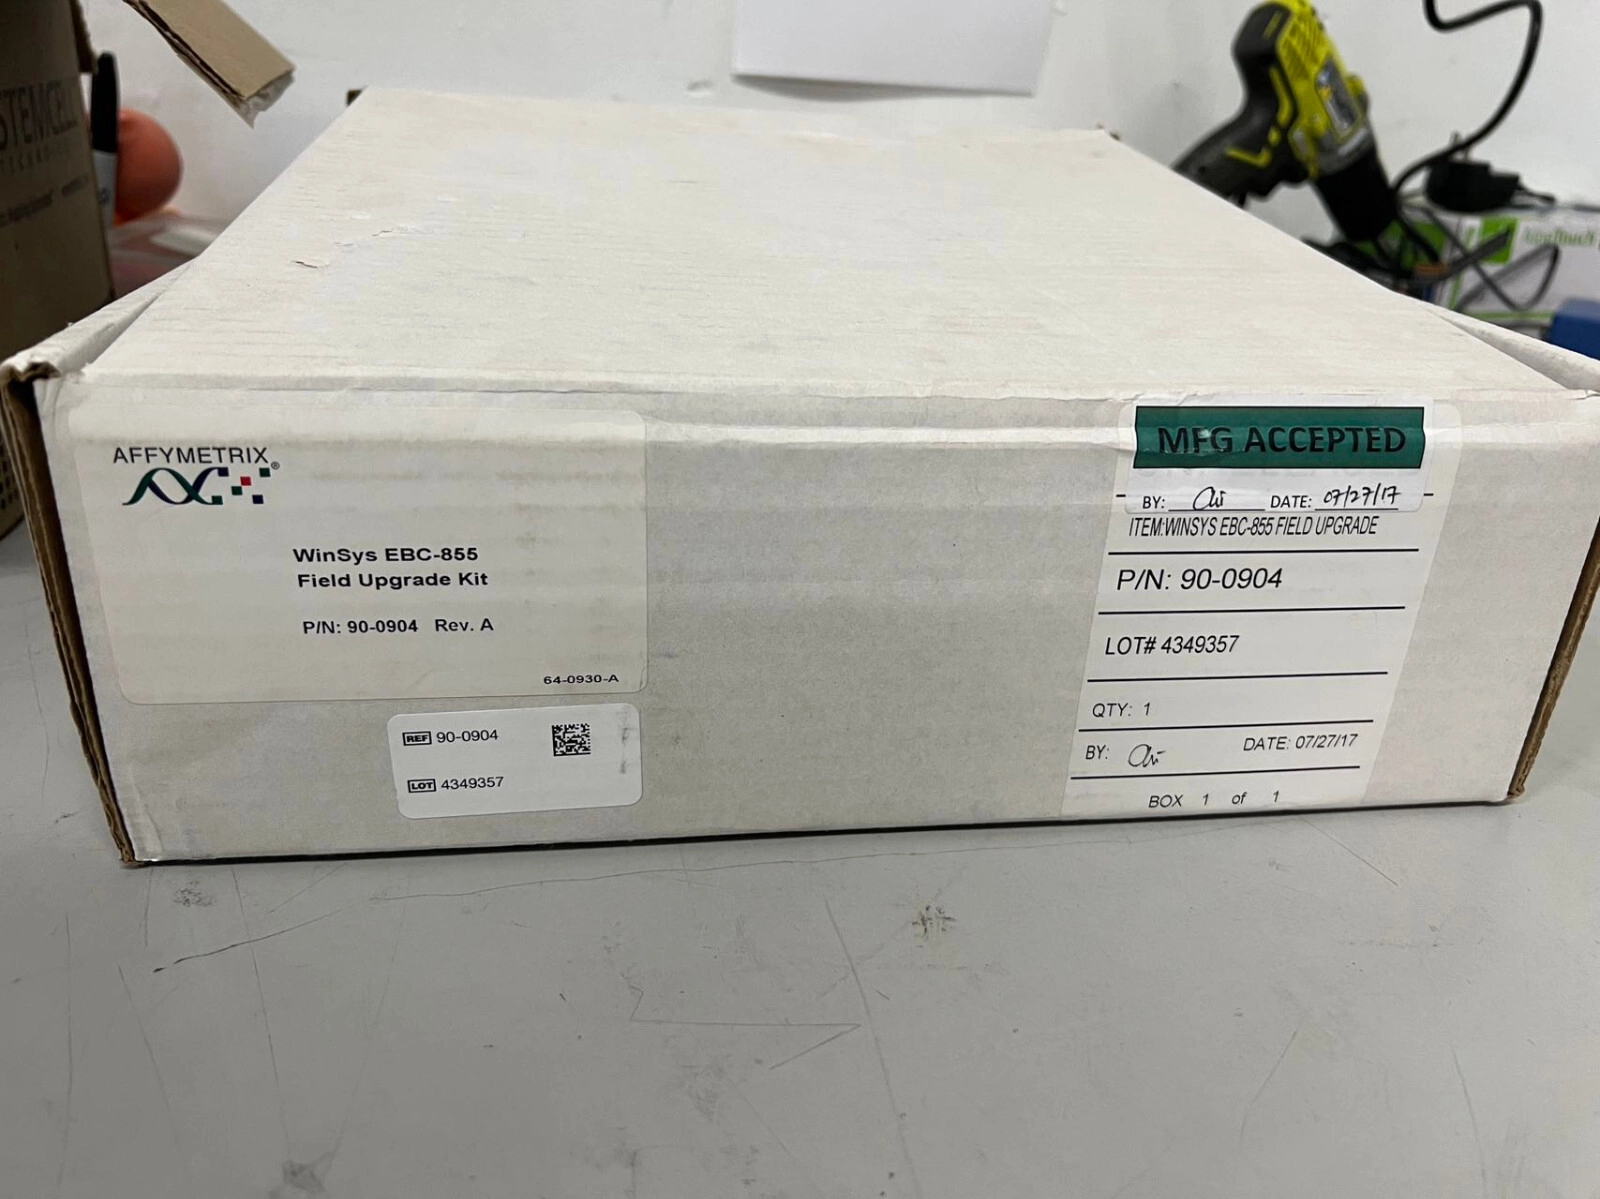 STEMCELL
AFFYMETRIX®
WinSys EBC-855
Field Upgrade Kit
P/N: 90-0904 Rev. A
64-0930-A
REF 90-0904
LOT 4349357
MFG ACCEPTED
BY: DATE: 07/27/17
ITEM:WINSYS EBC-855 FIELD UPGRADE
P/N: 90-0904
LOT# 4349357
QTY: 1
BY: DATE: 07/27/17
BOX 1 of 1